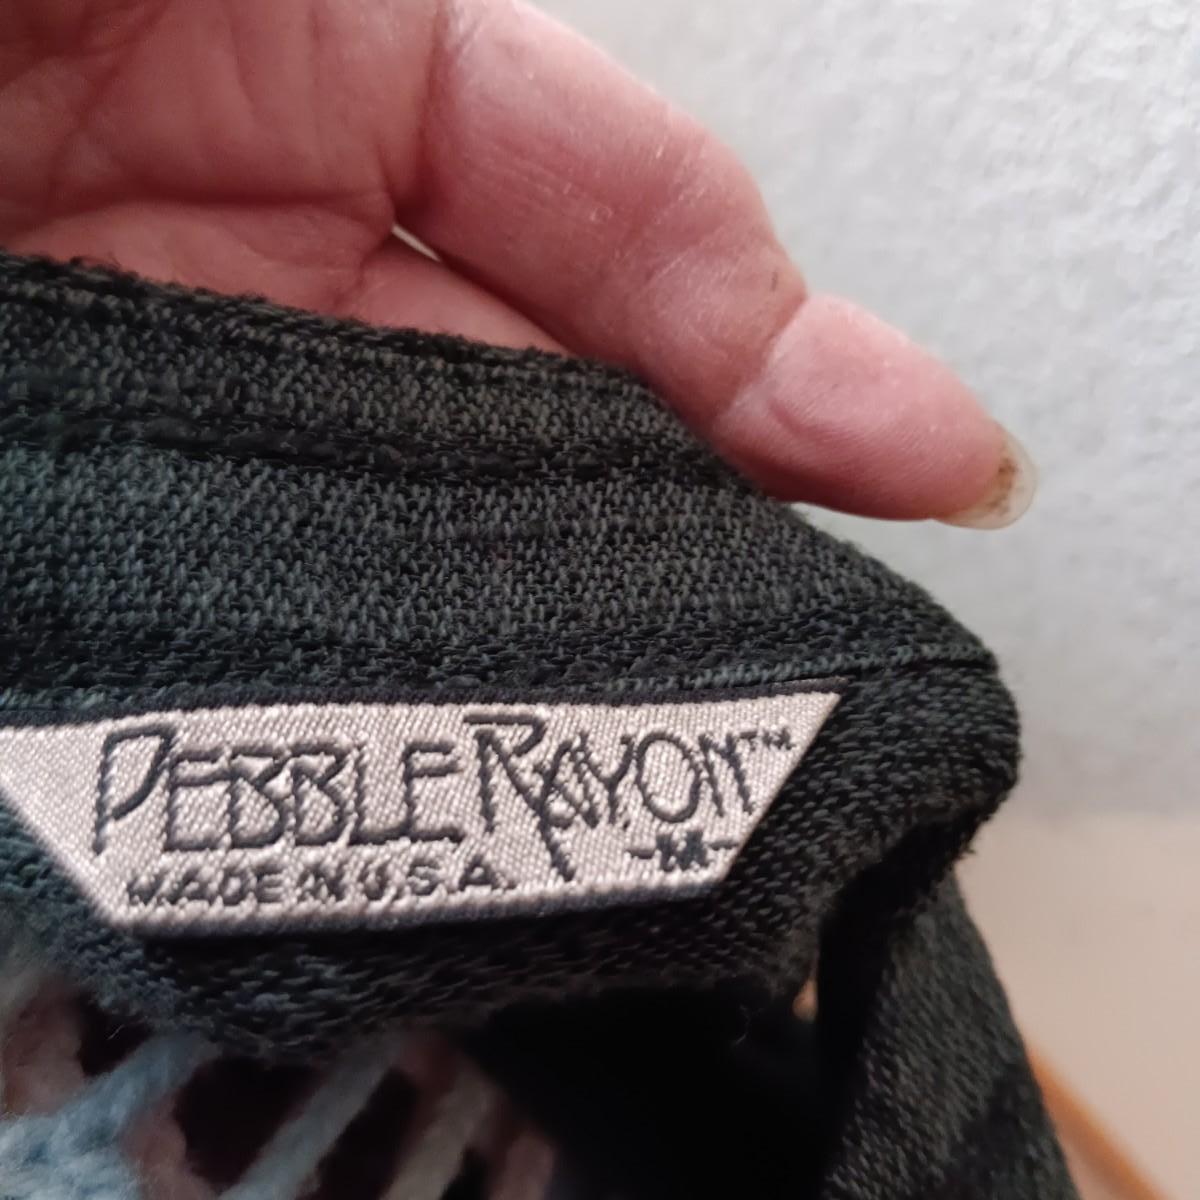 PEBBLE RAYON™
-M-
MADE IN U.S.A.